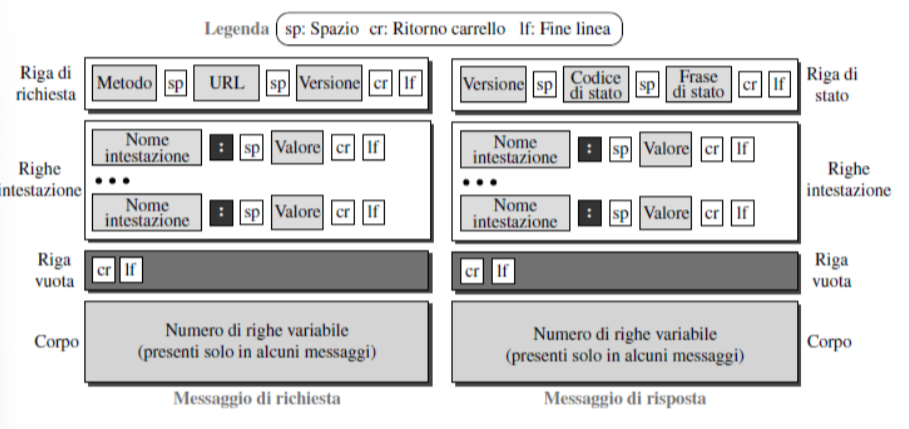 Legenda sp: Spazio cr: Ritorno carrello lf: Fine linea
Riga di richiesta
Metodo sp URL sp Versione cr lf
Versione sp Codice di stato sp Frase di stato cr lf
Riga di stato
Righe intestazione
Nome intestazione : sp Valore cr lf
•••
Nome intestazione : sp Valore cr lf
Nome intestazione : sp Valore cr lf
•••
Nome intestazione : sp Valore cr lf
Righe intestazione
Riga vuota
cr lf
cr lf
Riga vuota
Corpo
Numero di righe variabile
(presenti solo in alcuni messaggi)
Numero di righe variabile
(presenti solo in alcuni messaggi)
Corpo
Messaggio di richiesta
Messaggio di risposta